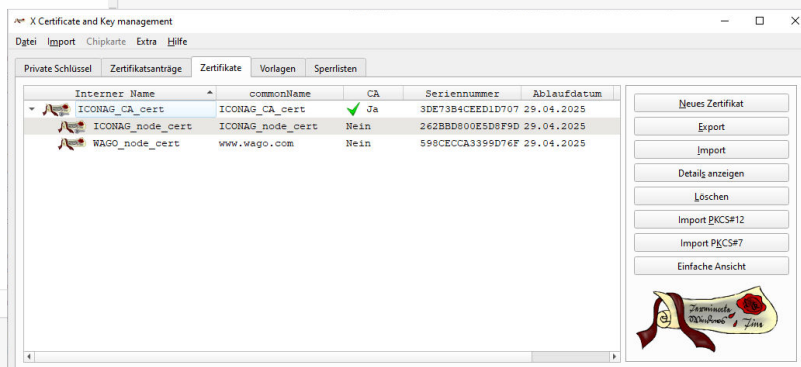 X Certificate and Key management
Datei Import Chipkarte Extra Hilfe
Private Schlüssel Zertifikatsanträge Zertifikate Vorlagen Sperrlisten
Interner Name commonName CA Seriennummer Ablaufdatum
ICONAG_CA_cert ICONAG_CA_cert Ja 3DE73B4CEED1D707 29.04.2025
ICONAG_node_cert ICONAG_node_cert Nein 262BBD800E5D8F9D 29.04.2025
WAGO_node_cert www.wago.com Nein 598CECCA3399D76F 29.04.2025
Neues Zertifikat
Export
Import
Details anzeigen
Löschen
Import PKCS#12
Import PKCS#7
Einfache Ansicht